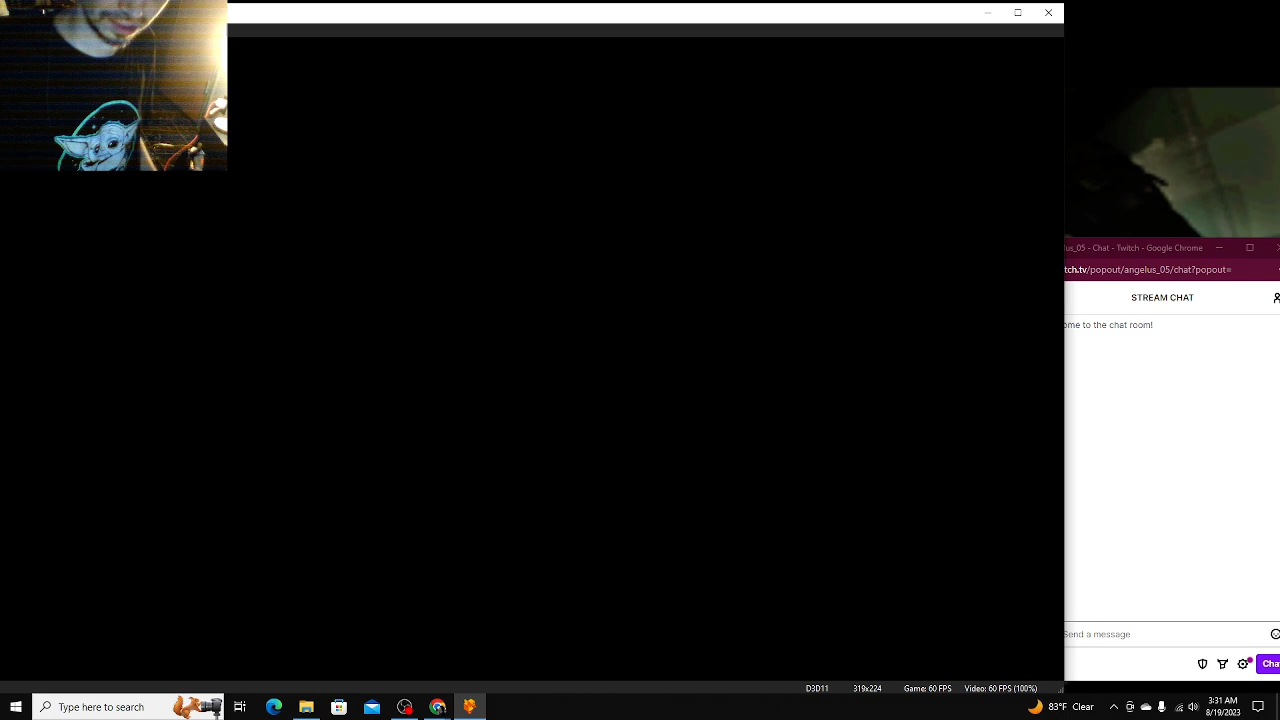 us_05 - Chat - Twitch - Google Chrome
tch.tv/popout/angelus_05/chat?popout=
STREAM CHAT
ome to the chat room!
Send a message
Cha
D3D11 319x224 Game: 60 FPS Video: 60 FPS (100%)
Type here to search
83°F Clear
3:31 AM
8/19/2023